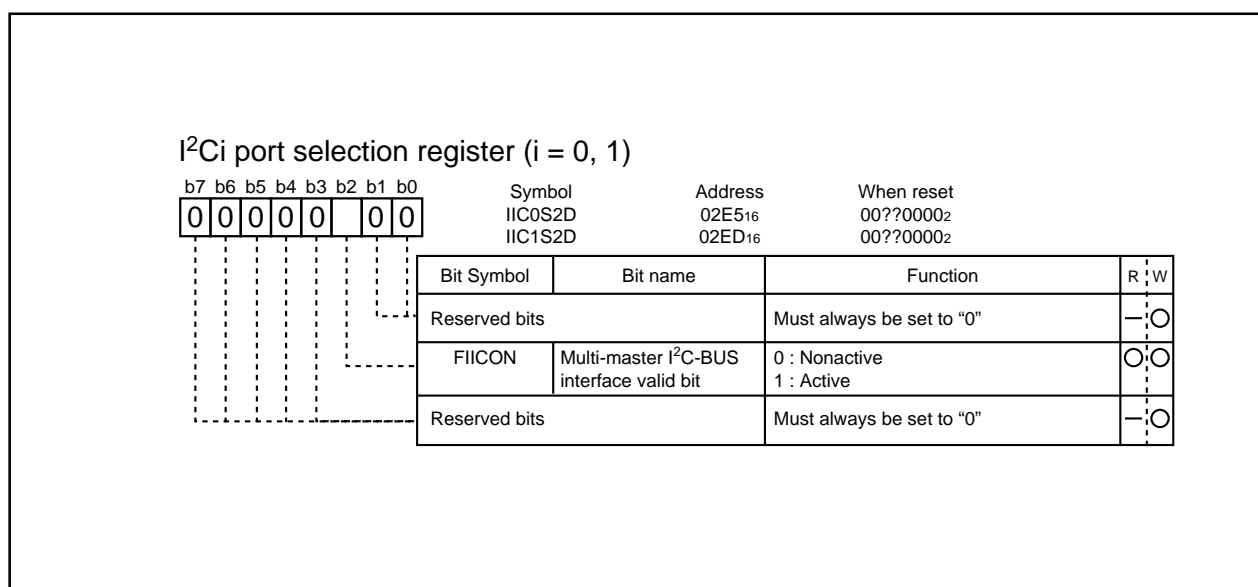 I²Ci port selection register (i = 0, 1)
b7 b6 b5 b4 b3 b2 b1 b0
Symbol Address When reset
0 0 0 0 0 0 0
IIC0S2D 02E5₁₆ 00??0000₂
IIC1S2D 02ED₁₆ 00??0000₂
Bit Symbol Bit name Function R W
Reserved bits Must always be set to “0” — ○
FIICON Multi-master I²C-BUS 0 : Nonactive ○ ○
interface valid bit 1 : Active
Reserved bits Must always be set to “0” — ○